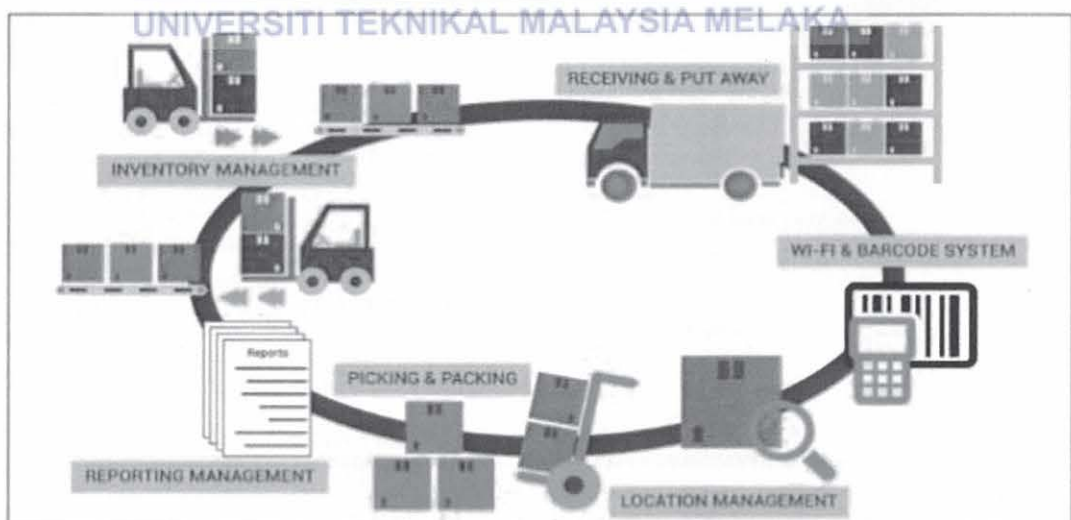 UNIVERSITI TEKNIKAL MALAYSIA MELAKA
RECEIVING & PUT AWAY
INVENTORY MANAGEMENT
WI-FI & BARCODE SYSTEM
Reports
PICKING & PACKING
REPORTING MANAGEMENT
LOCATION MANAGEMENT